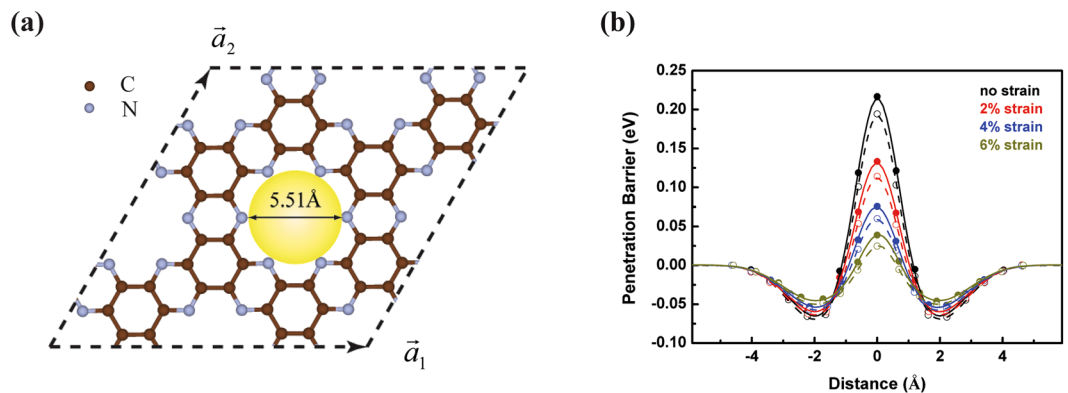 (a)
a⃗₂
C
N
5.51Å
a⃗₁
(b)
0.25
0.20
0.15
0.10
0.05
0.00
-0.05
-0.10
Penetration Barrier (eV)
no strain
2% strain
4% strain
6% strain
-4 -2 0 2 4
Distance (Å)